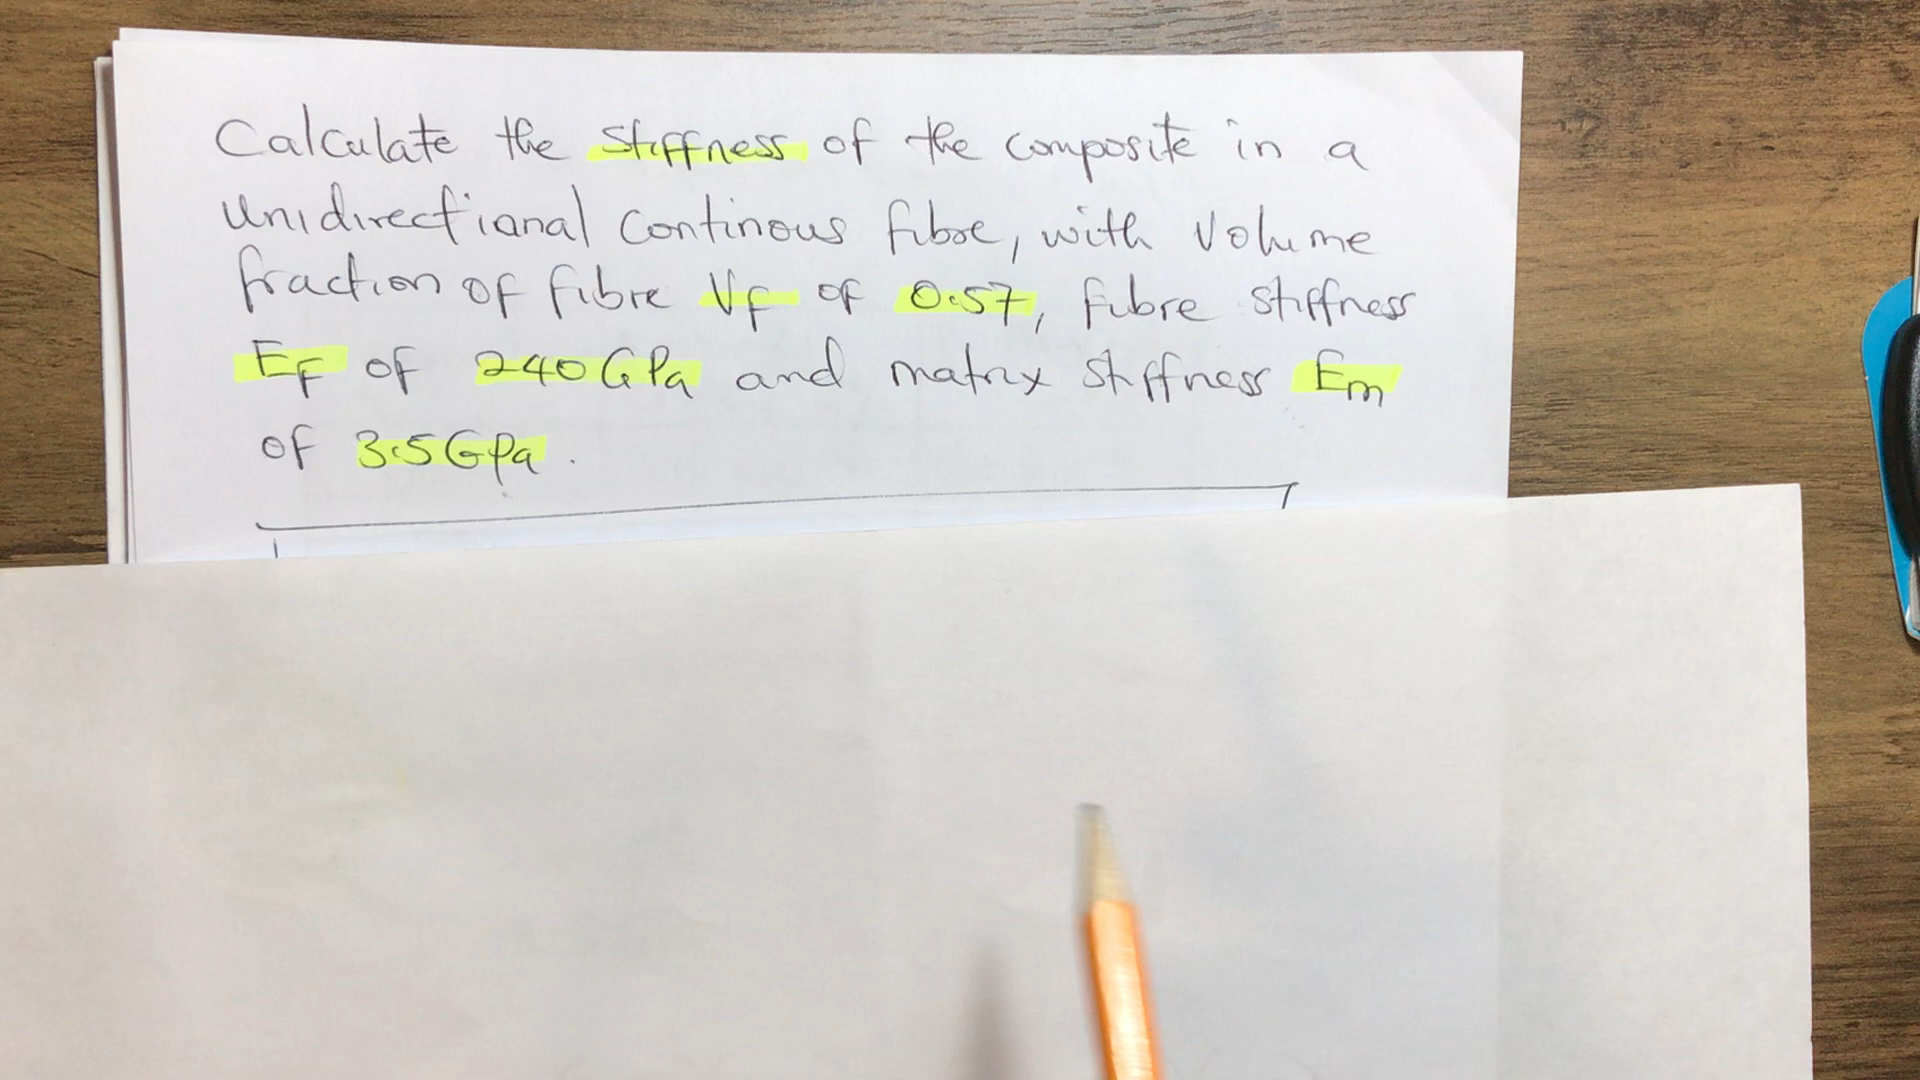 Calculate the stiffness of the composite in a
unidirectional continous fibre, with volume
fraction of fibre Vf of 0.57, fibre stiffness
EF of 240 GPa and matrix stiffness Em
of 3.5 GPa.